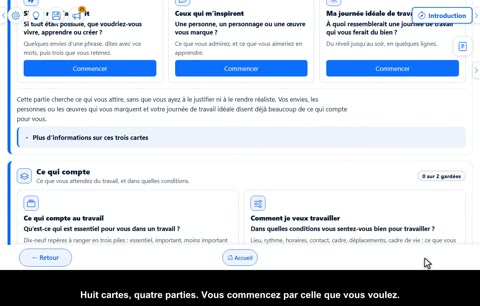 Si tout était possible, que voudriez-vous vivre, apprendre ou créer ?
Quelques envies d'une phrase, dites avec vos mots, puis trois que vous retenez.
Commencer
Ceux qui m'inspirent
Une personne, un personnage ou une œuvre vous marque ?
Ce que vous admirez, et ce que vous aimeriez en apprendre.
Commencer
Ma journée idéale de
À quoi ressemblerait une journée de travail qui vous ferait du bien ?
Du réveil jusqu'au soir, en quelques lignes.
Commencer
Introduction
Cette partie cherche ce qui vous attire, sans que vous ayez à le justifier ni à le rendre réaliste. Vos envies, les
personnes ou les œuvres qui vous marquent et votre journée de travail idéale disent déjà beaucoup de ce qui compte
pour vous.
Plus d'informations sur ces trois cartes
Ce qui compte
Ce que vous attendez du travail, et dans quelles conditions.
0 sur 2 gardées
Ce qui compte au travail
Qu'est-ce qui est essentiel pour vous dans un travail ?
Dix-neuf repères à ranger en trois piles : essentiel, important, moins important
Comment je veux travailler
Dans quelles conditions vous sentez-vous bien pour travailler ?
Lieu, rythme, horaires, contact, cadre, déplacements, cadre de vie : ce que vous
← Retour
Accueil
Huit cartes, quatre parties. Vous commencez par celle que vous voulez.